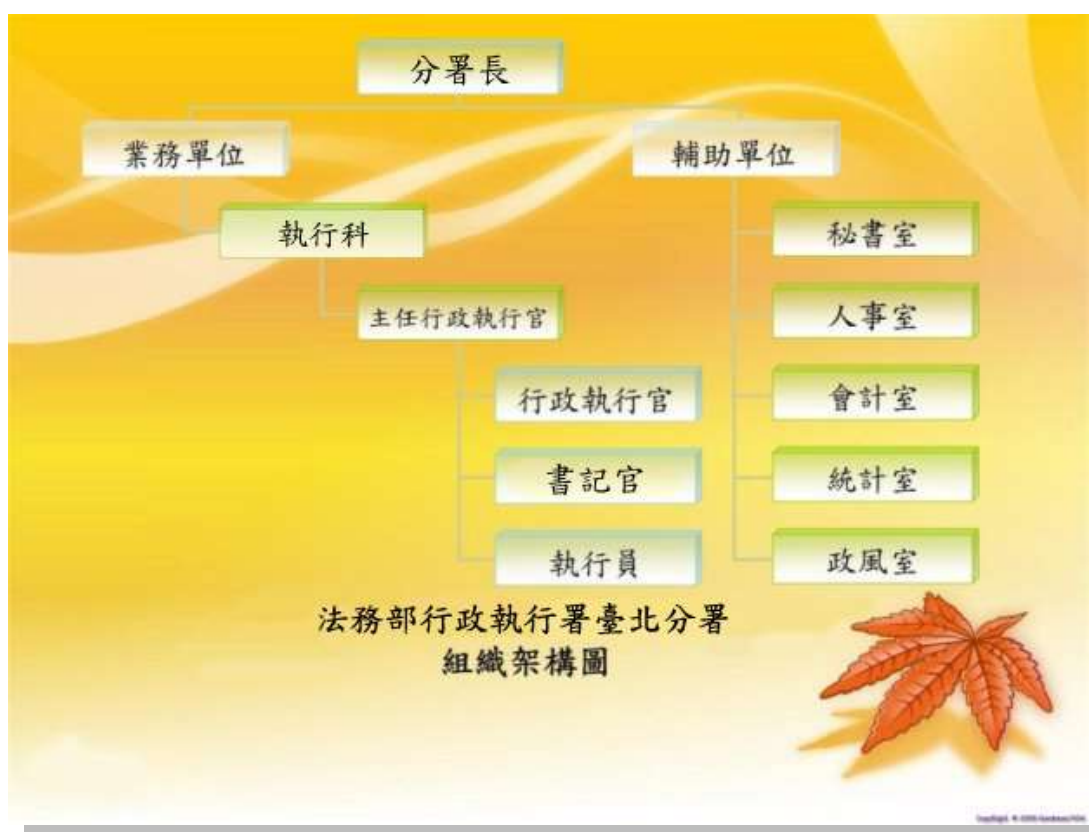 分署長
業務單位
輔助單位
執行科
秘書室
主任行政執行官
人事室
行政執行官
會計室
書記官
統計室
執行員
政風室
法務部行政執行署臺北分署
組織架構圖